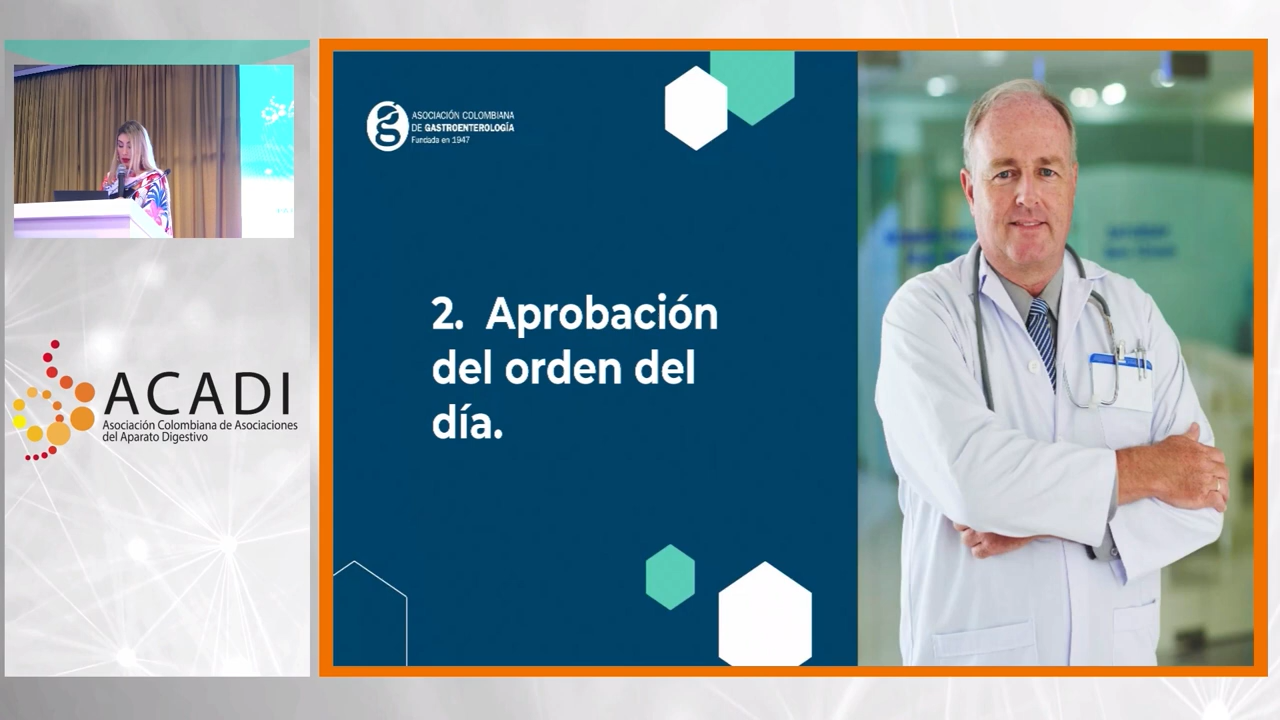 ACADI
Asociación Colombiana de Asociaciones
del Aparato Digestivo
ASOCIACIÓN COLOMBIANA
DE GASTROENTEROLOGÍA
Fundada en 1947
2. Aprobación
del orden del
día.